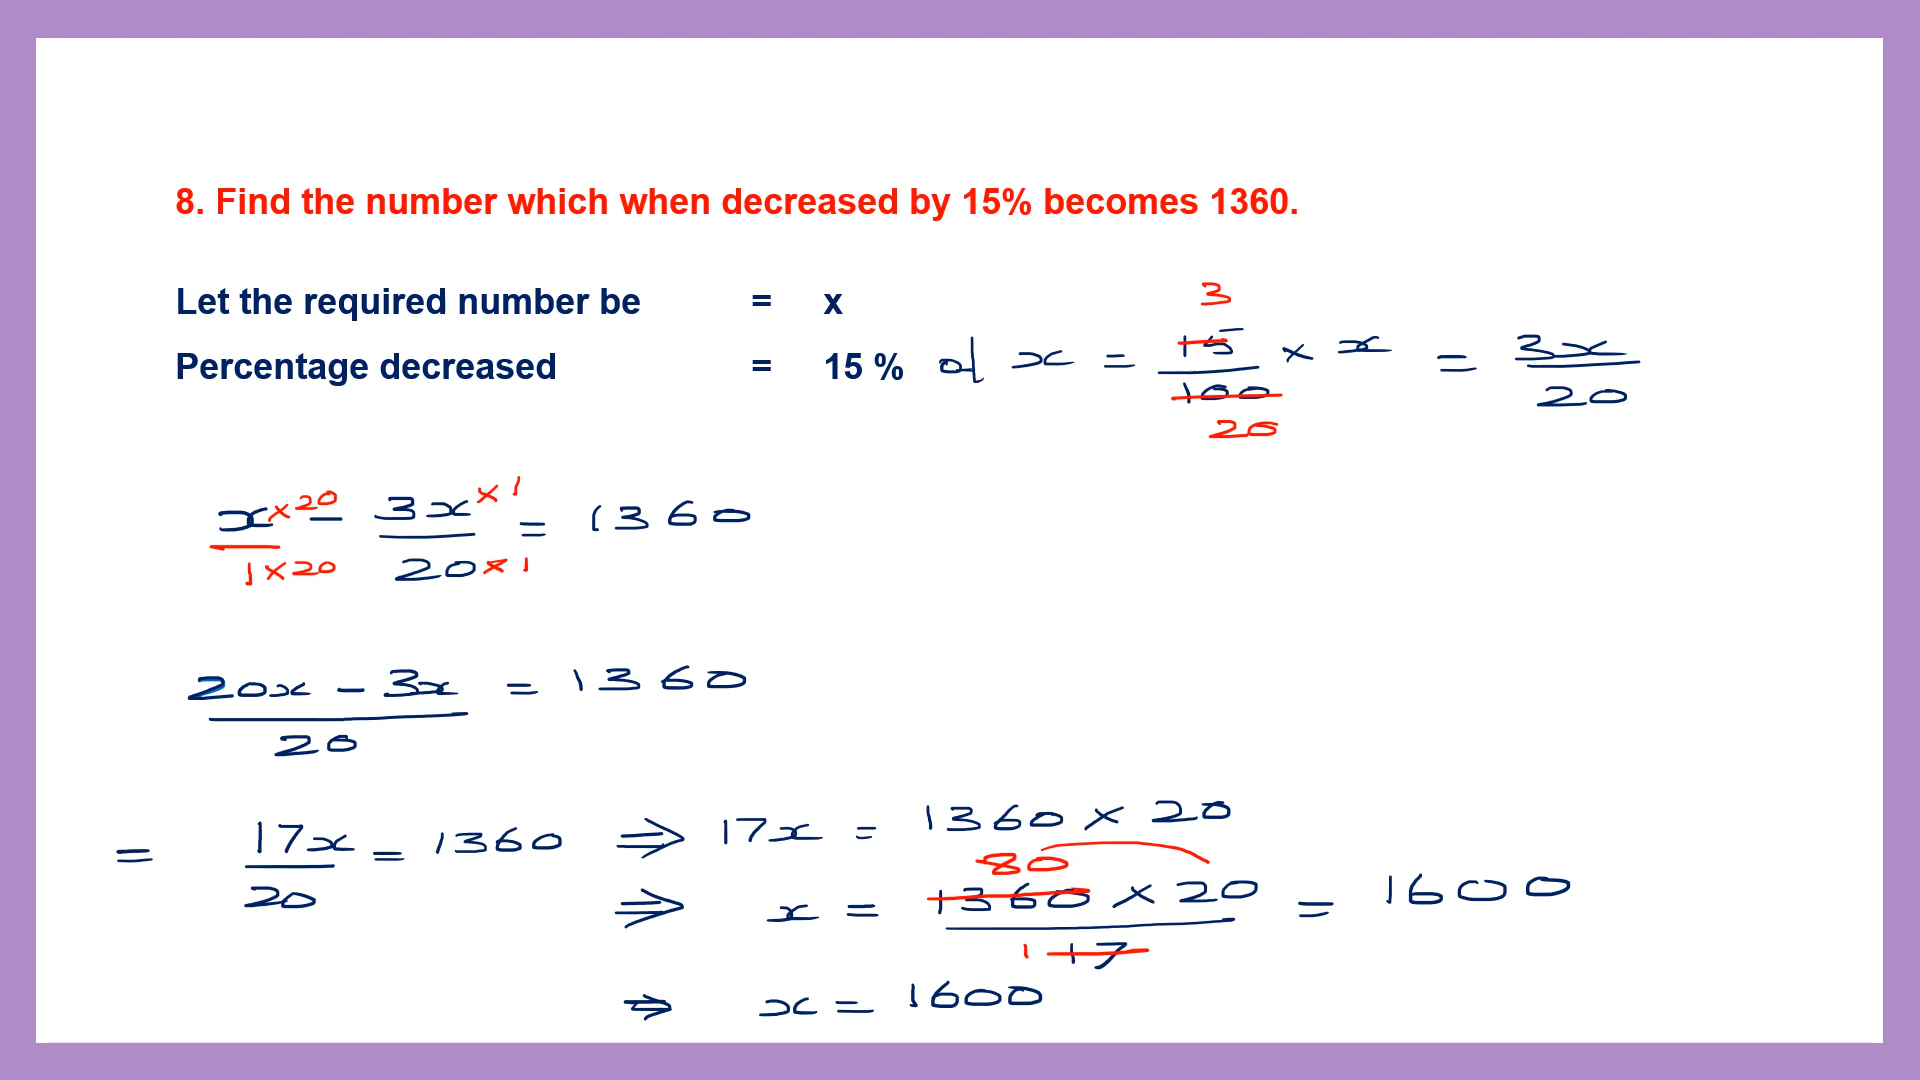 8. Find the number which when decreased by 15% becomes 1360.
Let the required number be = x
3
Percentage decreased = 15 % of x = 15/100 × x = 3x/20
20
x×20/1×20 − 3x×1/20×1 = 1360
20x − 3x/20 = 1360
= 17x/20 = 1360 ⇒ 17x = 1360 × 20
80
⇒ x = 1360 × 20/17 = 1600
1
⇒ x = 1600